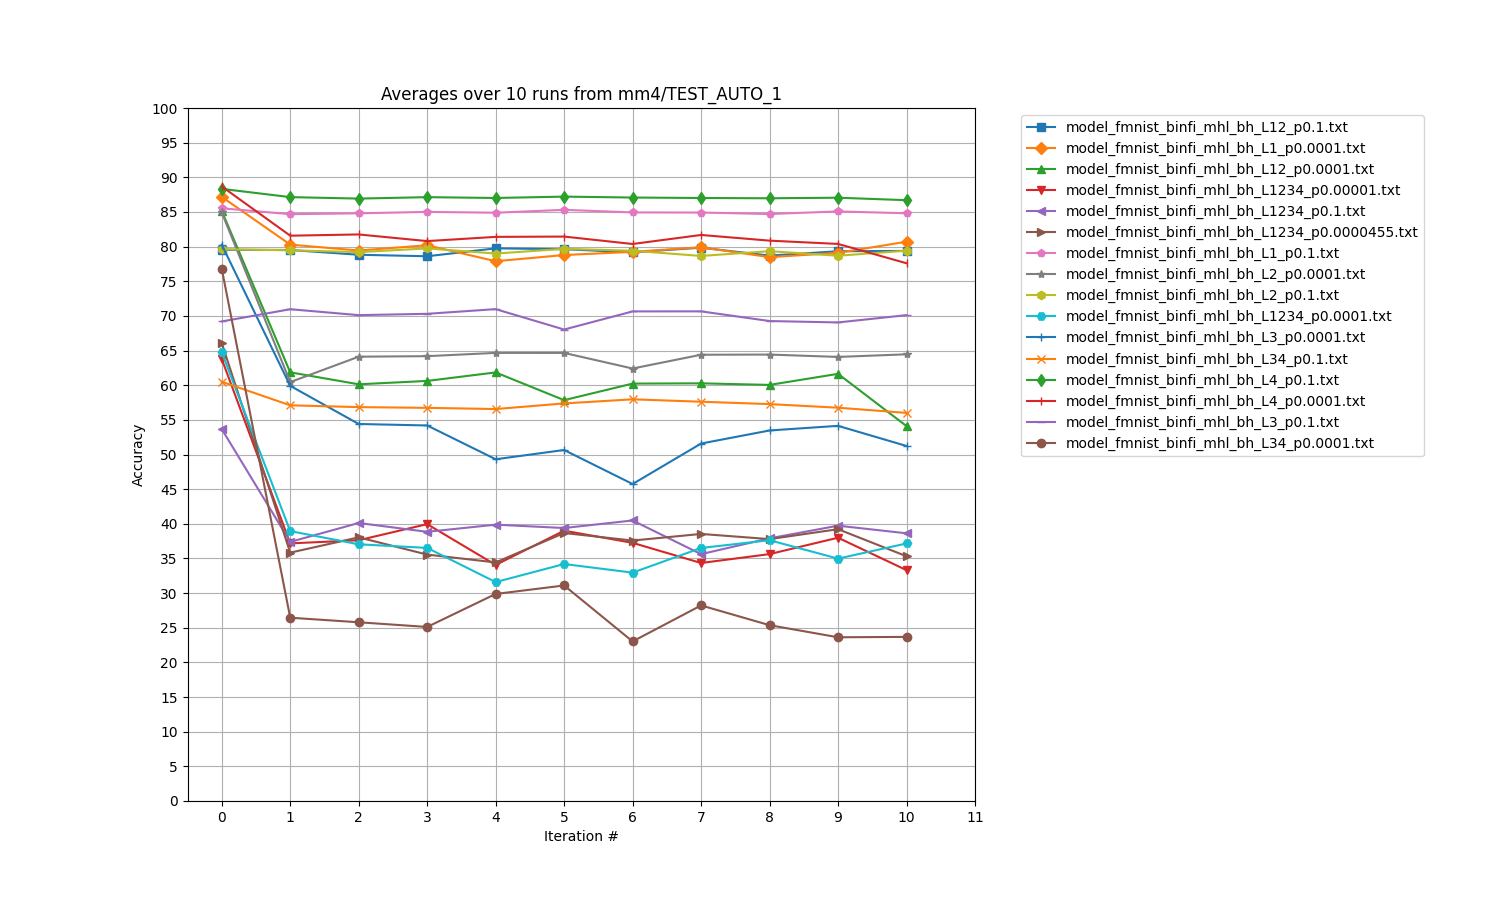 Averages over 10 runs from mm4/TEST_AUTO_1
100
95
90
85
80
75
70
65
60
55
50
45
40
35
30
25
20
15
10
5
0
Accuracy
0 1 2 3 4 5 6 7 8 9 10 11
Iteration #
model_fmnist_binfi_mhl_bh_L12_p0.1.txt
model_fmnist_binfi_mhl_bh_L1_p0.0001.txt
model_fmnist_binfi_mhl_bh_L12_p0.0001.txt
model_fmnist_binfi_mhl_bh_L1234_p0.00001.txt
model_fmnist_binfi_mhl_bh_L1234_p0.1.txt
model_fmnist_binfi_mhl_bh_L1234_p0.0000455.txt
model_fmnist_binfi_mhl_bh_L1_p0.1.txt
model_fmnist_binfi_mhl_bh_L2_p0.0001.txt
model_fmnist_binfi_mhl_bh_L2_p0.1.txt
model_fmnist_binfi_mhl_bh_L1234_p0.0001.txt
model_fmnist_binfi_mhl_bh_L3_p0.0001.txt
model_fmnist_binfi_mhl_bh_L34_p0.1.txt
model_fmnist_binfi_mhl_bh_L4_p0.1.txt
model_fmnist_binfi_mhl_bh_L4_p0.0001.txt
model_fmnist_binfi_mhl_bh_L3_p0.1.txt
model_fmnist_binfi_mhl_bh_L34_p0.0001.txt